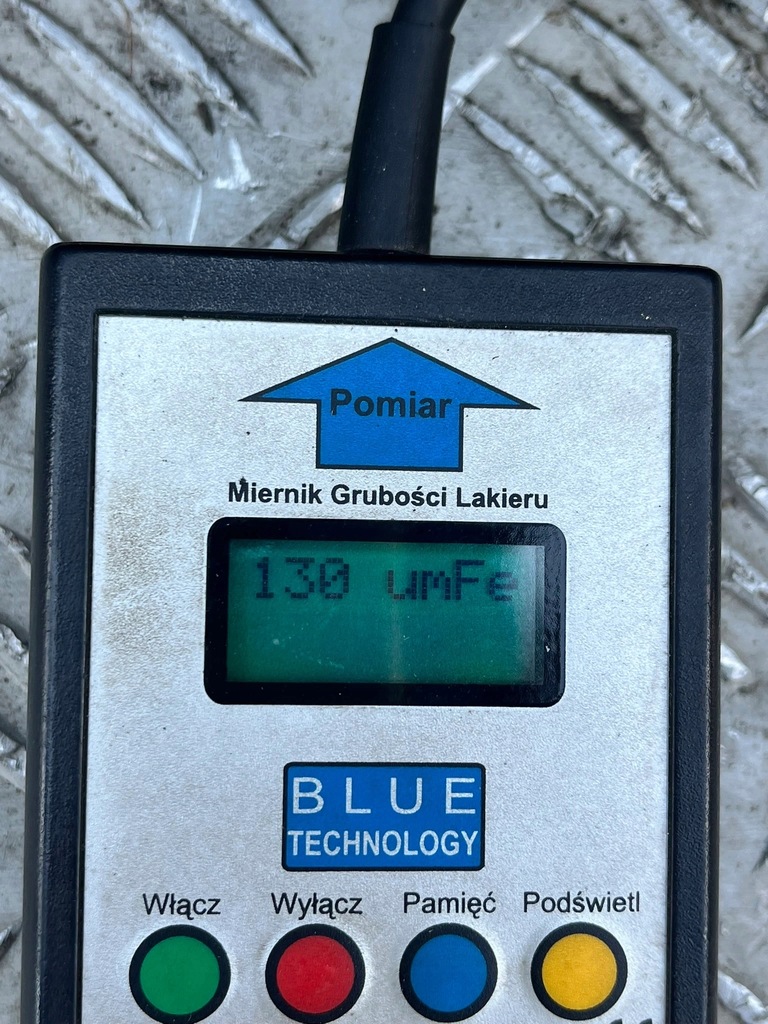 Pomiar
Miernik Grubości Lakieru
130 umFe
BLUE
TECHNOLOGY
Włącz Wyłącz Pamięć Podświetl